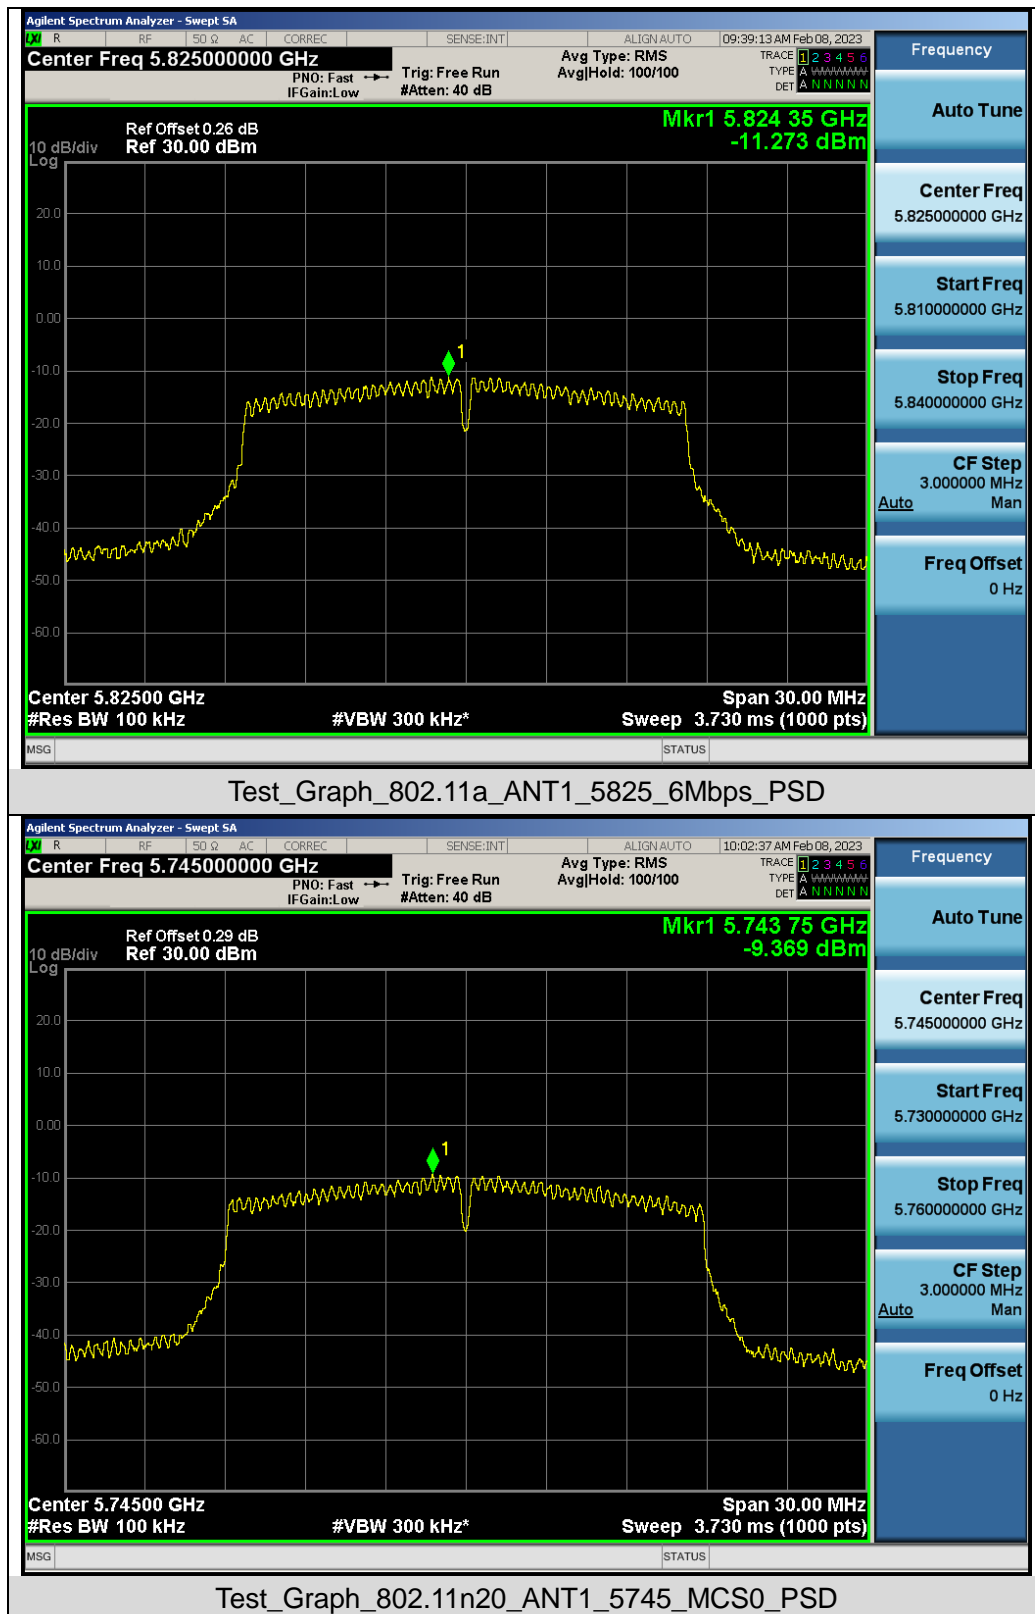 Agilent Spectrum Analyzer - Swept SA
LXI R RF 50 Ω AC CORREC SENSE:INT ALIGN AUTO 09:39:13 AM Feb 08, 2023
Center Freq 5.825000000 GHz
PNO: Fast
IFGain:Low
Trig: Free Run
#Atten: 40 dB
Avg Type: RMS
Avg|Hold: 100/100
TRACE 1 2 3 4 5 6
TYPE A WWWWW
DET A N N N N N
Mkr1 5.824 35 GHz
-11.273 dBm
Ref Offset 0.26 dB
10 dB/div Ref 30.00 dBm
Log
20.0
10.0
0.00
-10.0
-20.0
-30.0
-40.0
-50.0
-60.0
1
Center 5.82500 GHz Span 30.00 MHz
#Res BW 100 kHz #VBW 300 kHz* Sweep 3.730 ms (1000 pts)
MSG STATUS
Frequency
Auto Tune
Center Freq
5.825000000 GHz
Start Freq
5.810000000 GHz
Stop Freq
5.840000000 GHz
CF Step
3.000000 MHz
Auto Man
Freq Offset
0 Hz
Test_Graph_802.11a_ANT1_5825_6Mbps_PSD
Agilent Spectrum Analyzer - Swept SA
LXI R RF 50 Ω AC CORREC SENSE:INT ALIGN AUTO 10:02:37 AM Feb 08, 2023
Center Freq 5.745000000 GHz
PNO: Fast
IFGain:Low
Trig: Free Run
#Atten: 40 dB
Avg Type: RMS
Avg|Hold: 100/100
TRACE 1 2 3 4 5 6
TYPE A WWWWW
DET A N N N N N
Mkr1 5.743 75 GHz
-9.369 dBm
Ref Offset 0.29 dB
10 dB/div Ref 30.00 dBm
Log
20.0
10.0
0.00
-10.0
-20.0
-30.0
-40.0
-50.0
-60.0
1
Center 5.74500 GHz Span 30.00 MHz
#Res BW 100 kHz #VBW 300 kHz* Sweep 3.730 ms (1000 pts)
MSG STATUS
Frequency
Auto Tune
Center Freq
5.745000000 GHz
Start Freq
5.730000000 GHz
Stop Freq
5.760000000 GHz
CF Step
3.000000 MHz
Auto Man
Freq Offset
0 Hz
Test_Graph_802.11n20_ANT1_5745_MCS0_PSD